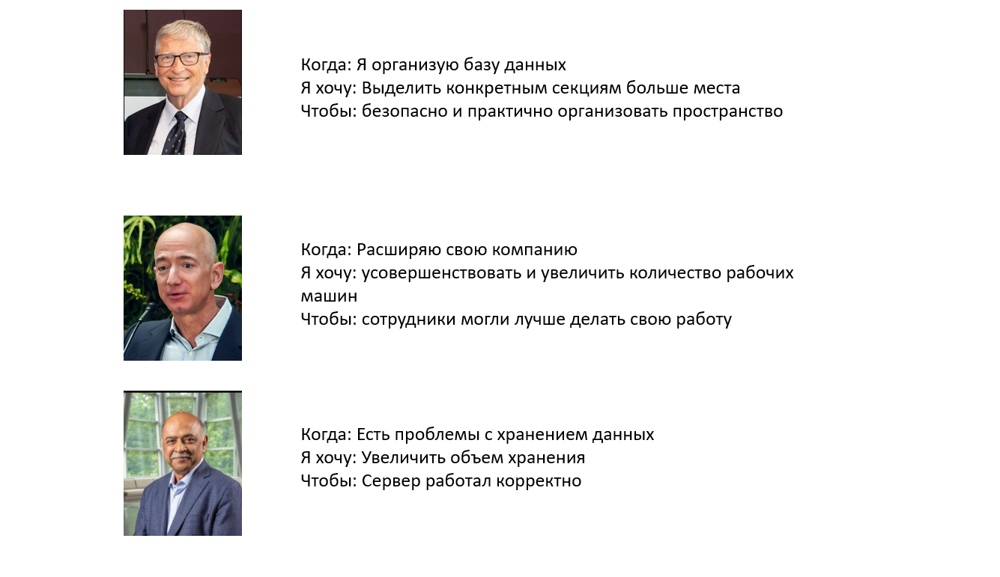 Когда: Я организую базу данных
Я хочу: Выделить конкретным секциям больше места
Чтобы: безопасно и практично организовать пространство
Когда: Расширяю свою компанию
Я хочу: усовершенствовать и увеличить количество рабочих
машин
Чтобы: сотрудники могли лучше делать свою работу
Когда: Есть проблемы с хранением данных
Я хочу: Увеличить объем хранения
Чтобы: Сервер работал корректно